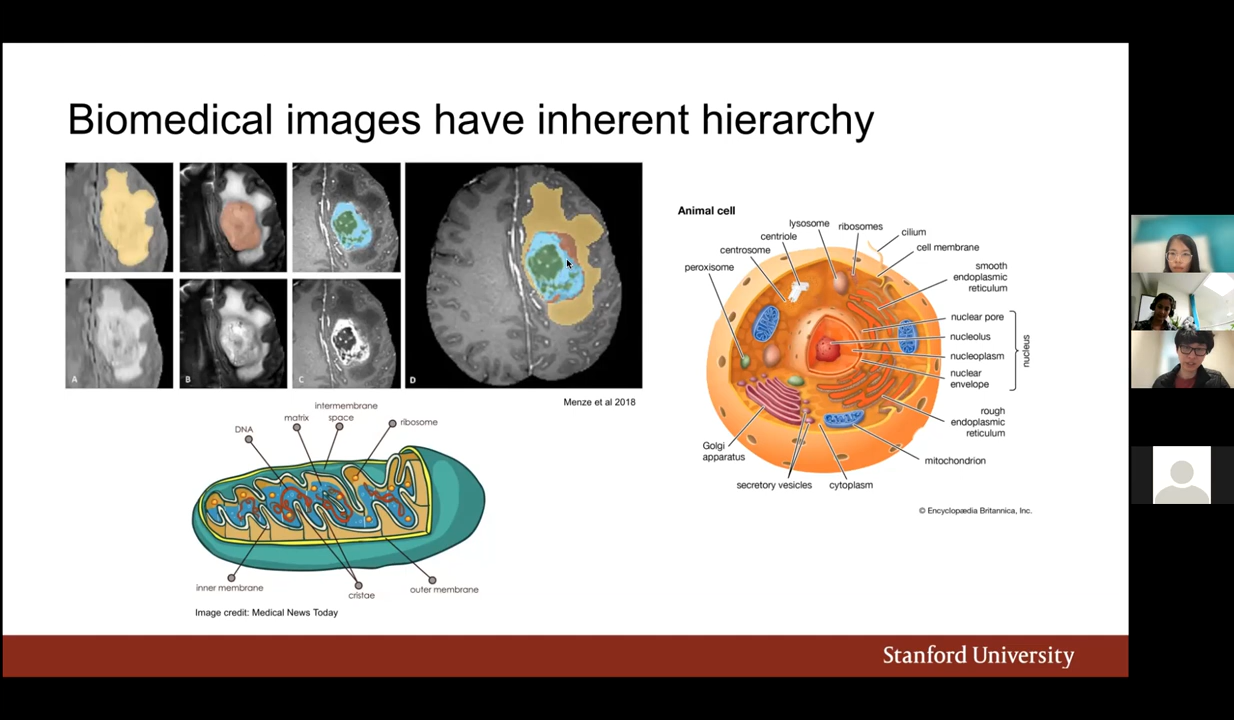 Biomedical images have inherent hierarchy
A
B
C
D
Menze et al 2018
DNA
matrix
intermembrane
space
ribosome
inner membrane
cristae
outer membrane
Image credit: Medical News Today
Animal cell
lysosome
ribosomes
cilium
centriole
cell membrane
centrosome
peroxisome
smooth
endoplasmic
reticulum
nuclear pore
nucleolus
nucleoplasm
nuclear
envelope
nucleus
rough
endoplasmic
reticulum
Golgi
apparatus
mitochondrion
secretory vesicles
cytoplasm
© Encyclopædia Britannica, Inc.
Stanford University